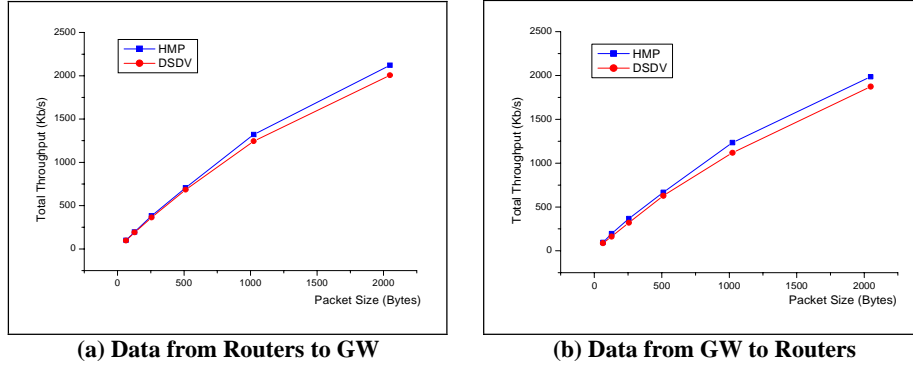 2500
2000
1500
1000
500
0
Total Throughput (Kb/s)
HMP
DSDV
0 500 1000 1500 2000
Packet Size (Bytes)
(a) Data from Routers to GW
2500
2000
1500
1000
500
0
Total Throughput (Kb/s)
HMP
DSDV
0 500 1000 1500 2000
Packet Size (Bytes)
(b) Data from GW to Routers